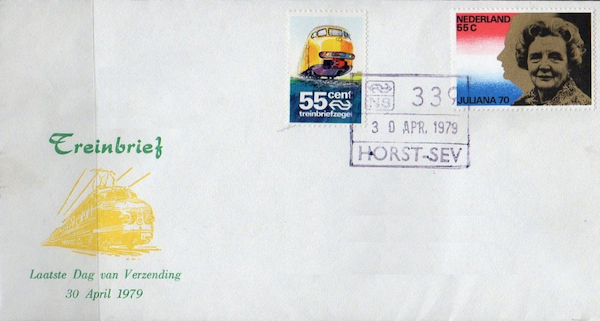 55 cent
treinbriefzegel
NEDERLAND
55 C
JULIANA 70
NS 339
30 APR. 1979
HORST-SEV
Treinbrief
Laatste Dag van Verzending
30 April 1979